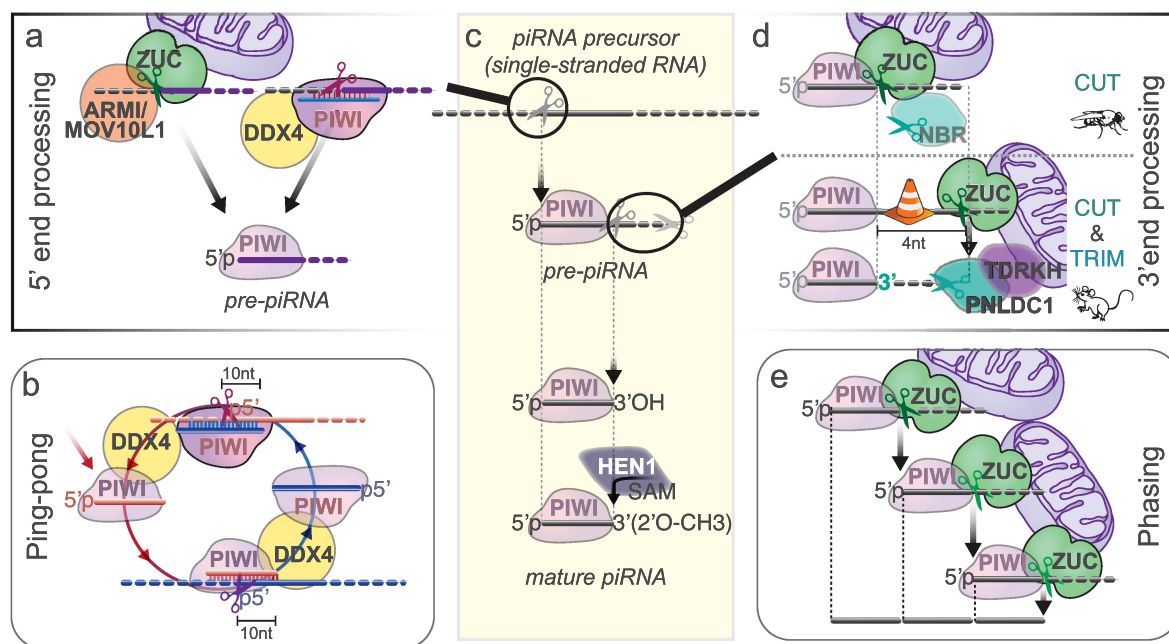 a
5' end processing
ZUC
ARMI/
MOV10L1
DDX4
PIWI
PIWI
5'p
pre-piRNA
b
Ping-pong
10nt
p5'
DDX4
PIWI
PIWI
5'p
p5'
PIWI
PIWI
DDX4
p5'
10nt
c
piRNA precursor
(single-stranded RNA)
PIWI
5'p
pre-piRNA
PIWI
5'p
3'OH
HEN1
SAM
PIWI
5'p
3'(2'O-CH3)
mature piRNA
d
3'end processing
PIWI
ZUC
5'p
NBR
CUT
PIWI
ZUC
5'p
4nt
CUT
&
TRIM
PIWI
5'p
3'
TDRKH
PNLDC1
e
Phasing
PIWI
ZUC
5'p
PIWI
ZUC
5'p
PIWI
ZUC
5'p